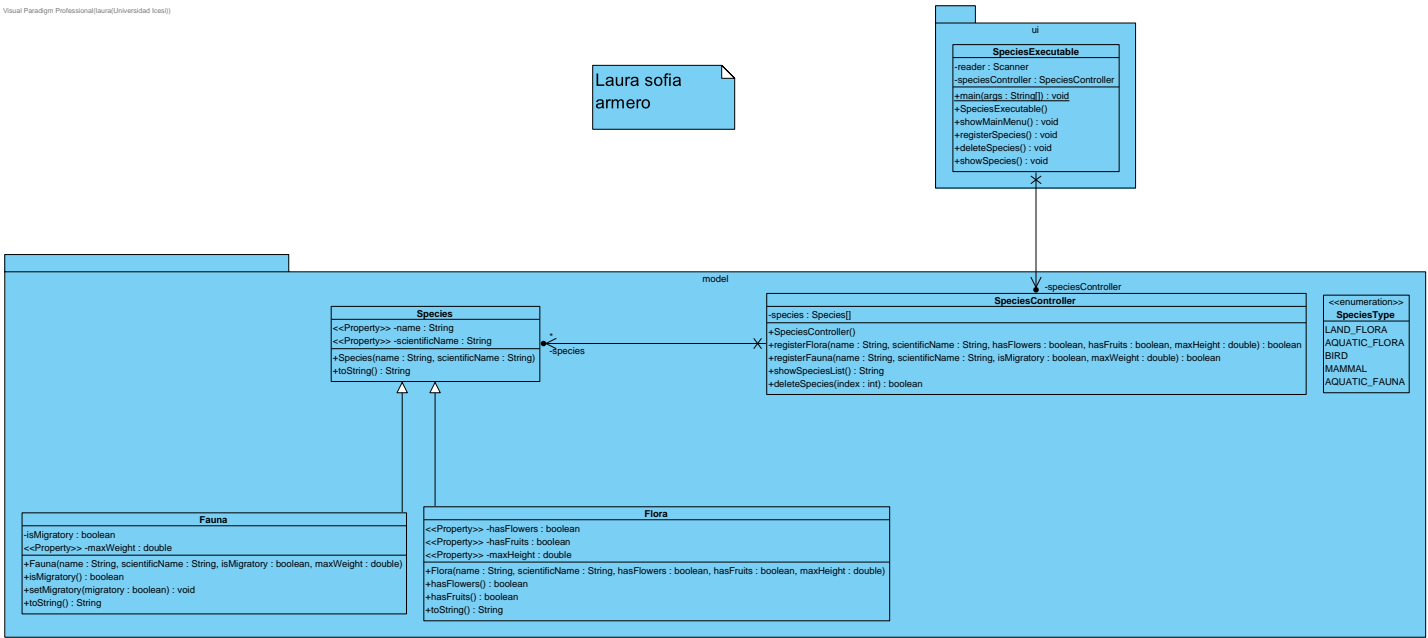 Visual Paradigm Professional(laura(Universidad Icesi))
ui
SpeciesExecutable
-reader : Scanner
-speciesController : SpeciesController
+main(args : String[]) : void
+SpeciesExecutable()
+showMainMenu() : void
+registerSpecies() : void
+deleteSpecies() : void
+showSpecies() : void
Laura sofia
armero
model
-speciesController
Species
<<Property>> -name : String
<<Property>> -scientificName : String
+Species(name : String, scientificName : String)
+toString() : String
*
-species
SpeciesController
-species : Species[]
+SpeciesController()
+registerFlora(name : String, scientificName : String, hasFlowers : boolean, hasFruits : boolean, maxHeight : double) : boolean
+registerFauna(name : String, scientificName : String, isMigratory : boolean, maxWeight : double) : boolean
+showSpeciesList() : String
+deleteSpecies(index : int) : boolean
<<enumeration>>
SpeciesType
LAND_FLORA
AQUATIC_FLORA
BIRD
MAMMAL
AQUATIC_FAUNA
Fauna
-isMigratory : boolean
<<Property>> -maxWeight : double
+Fauna(name : String, scientificName : String, isMigratory : boolean, maxWeight : double)
+isMigratory() : boolean
+setMigratory(migratory : boolean) : void
+toString() : String
Flora
<<Property>> -hasFlowers : boolean
<<Property>> -hasFruits : boolean
<<Property>> -maxHeight : double
+Flora(name : String, scientificName : String, hasFlowers : boolean, hasFruits : boolean, maxHeight : double)
+hasFlowers() : boolean
+hasFruits() : boolean
+toString() : String